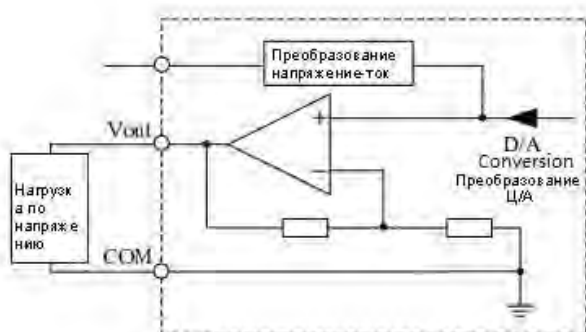 Преобразование
напряжение-ток
Vout
+
−
D/A
Conversion
Преобразование
Ц/А
Нагрузк
а по
напряже
нию
COM